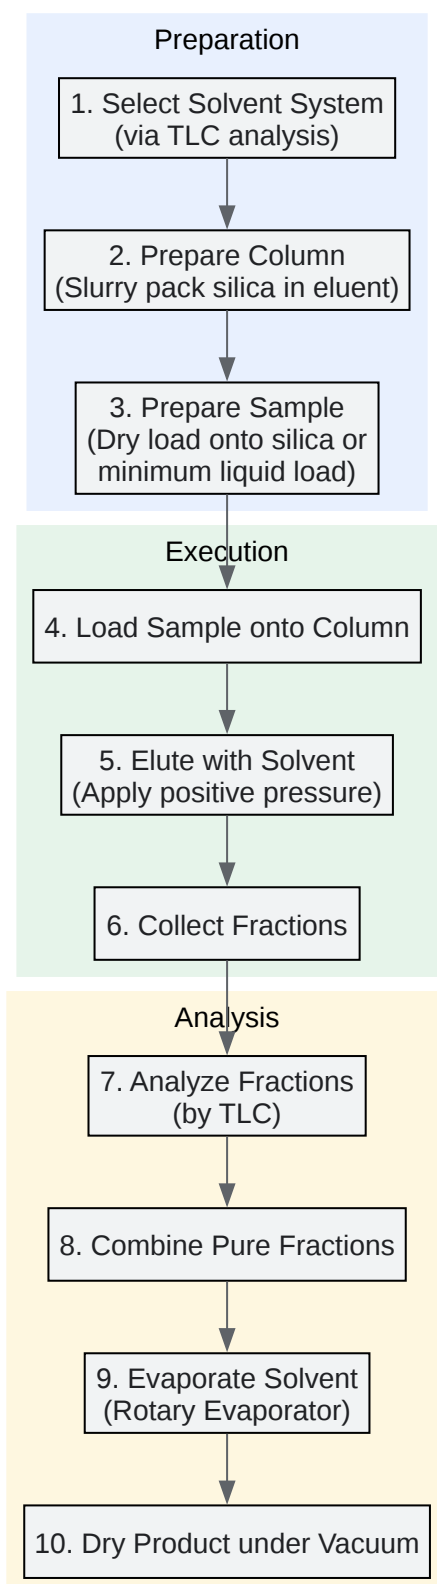 Preparation
1. Select Solvent System
(via TLC analysis)
2. Prepare Column
(Slurry pack silica in eluent)
3. Prepare Sample
(Dry load onto silica or
minimum liquid load)
Execution
4. Load Sample onto Column
5. Elute with Solvent
(Apply positive pressure)
6. Collect Fractions
Analysis
7. Analyze Fractions
(by TLC)
8. Combine Pure Fractions
9. Evaporate Solvent
(Rotary Evaporator)
10. Dry Product under Vacuum